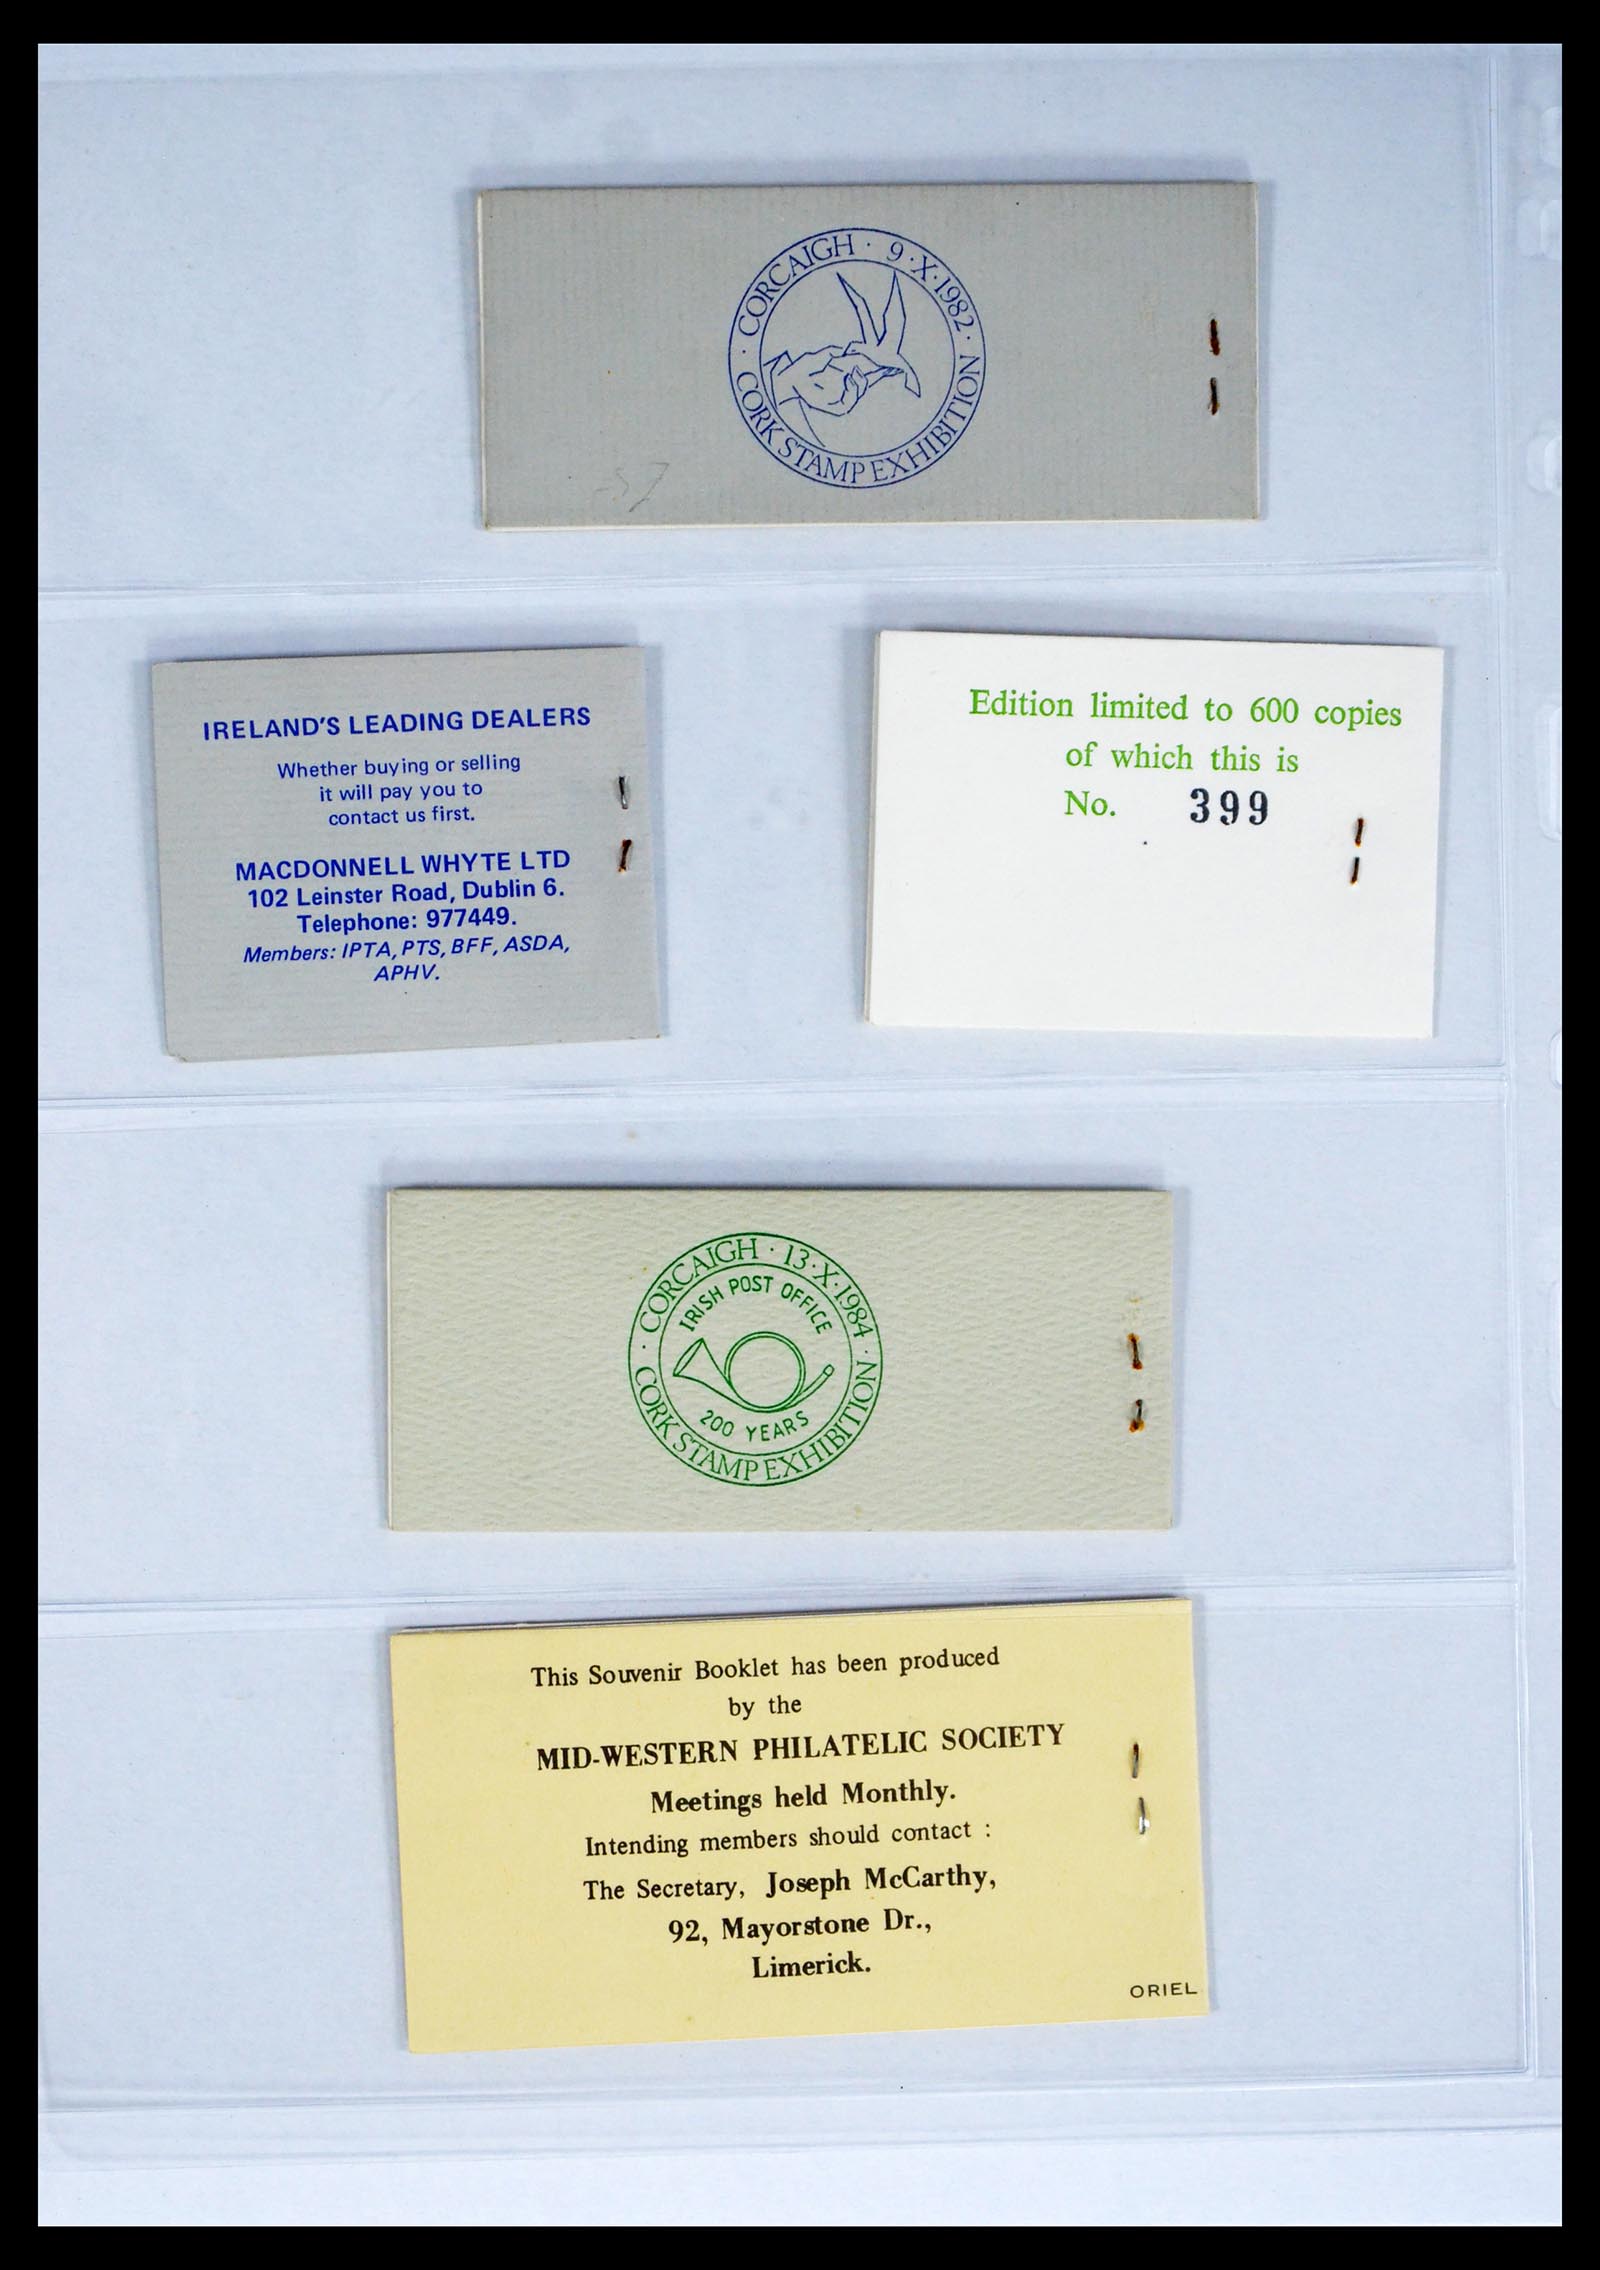 · CORCAIGH · 9 · X · 1982 ·
CORK STAMP EXHIBITION
IRELAND'S LEADING DEALERS
Whether buying or selling
it will pay you to
contact us first.
MACDONNELL WHYTE LTD
102 Leinster Road, Dublin 6.
Telephone: 977449.
Members: IPTA, PTS, BFF, ASDA,
APHV.
Edition limited to 600 copies
of which this is
No. 399
· CORCAIGH · 13 · X · 1984 ·
IRISH POST OFFICE
200 YEARS
CORK STAMP EXHIBITION
This Souvenir Booklet has been produced
by the
MID-WESTERN PHILATELIC SOCIETY
Meetings held Monthly.
Intending members should contact :
The Secretary, Joseph McCarthy,
92, Mayorstone Dr.,
Limerick.
ORIEL